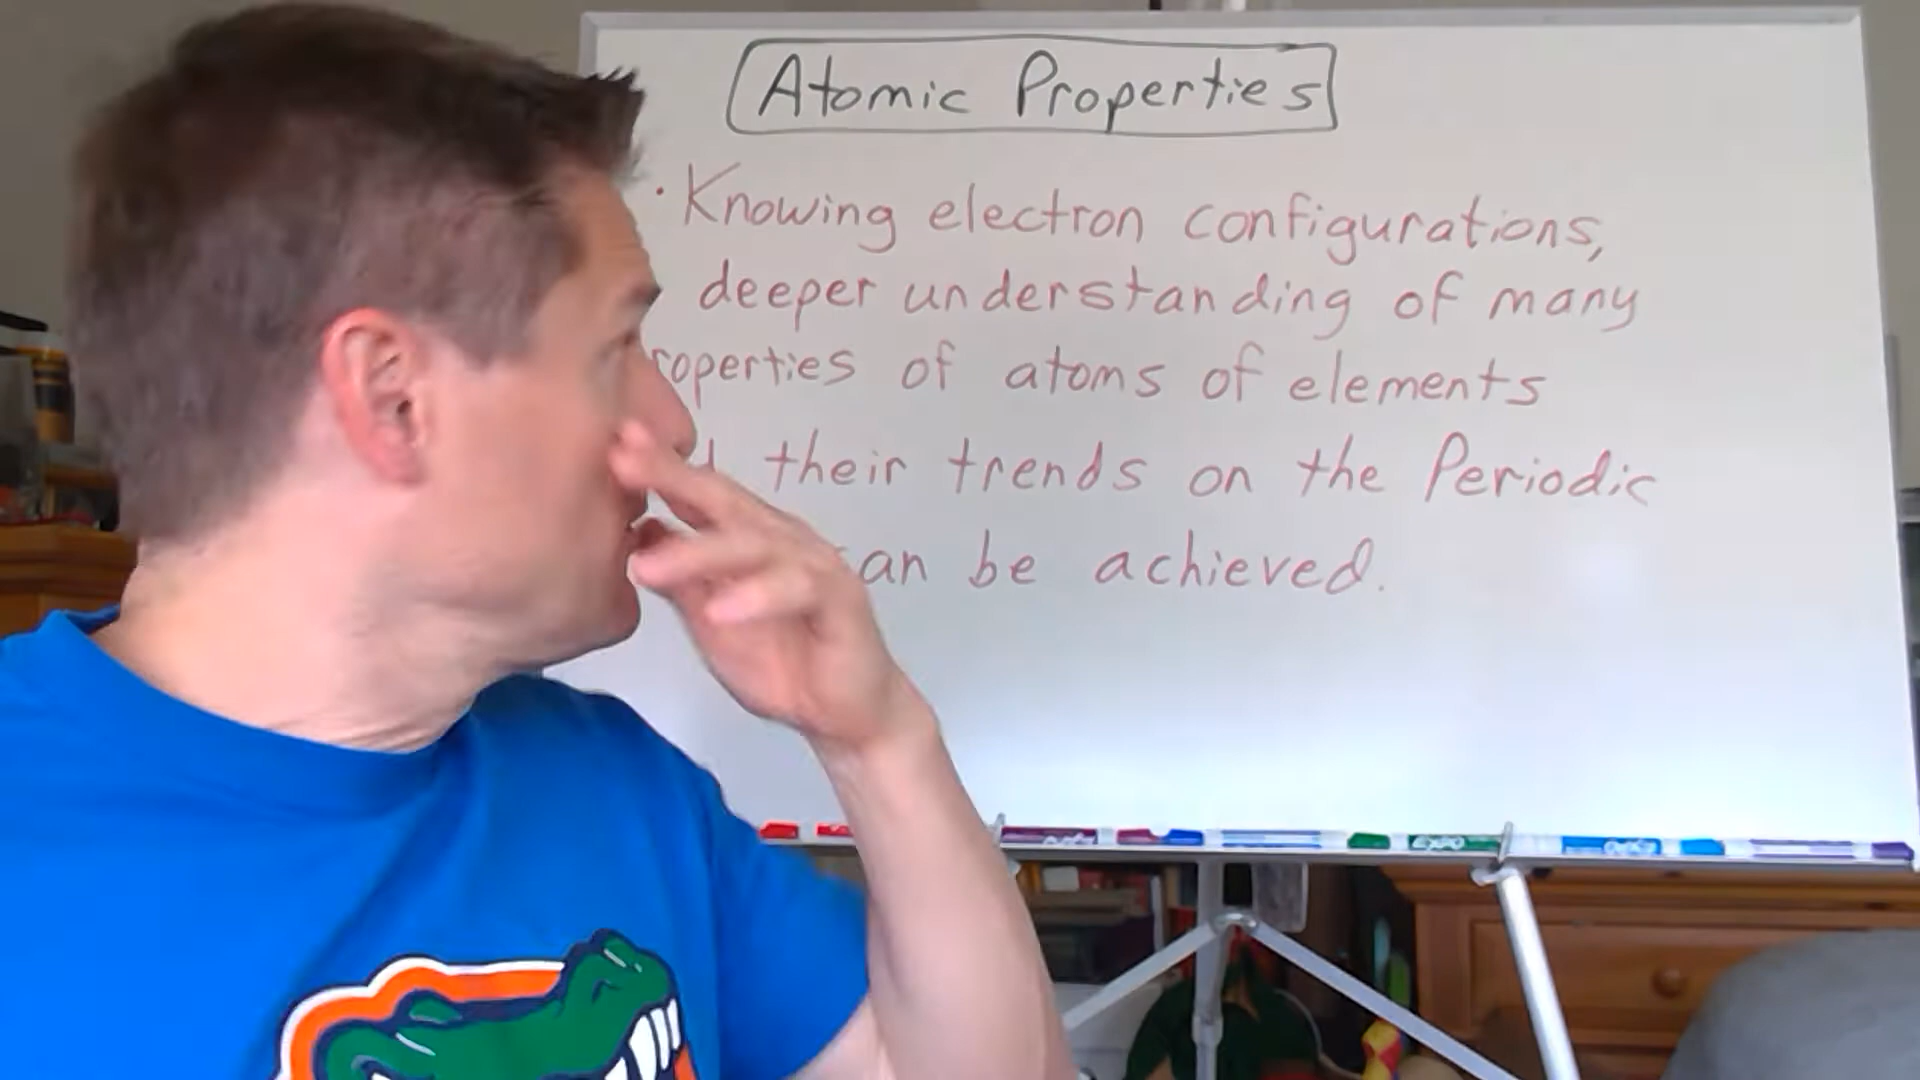 Atomic Properties
· Knowing electron configurations,
deeper understanding of many
roperties of atoms of elements
their trends on the Periodic
an be achieved.
EXPO